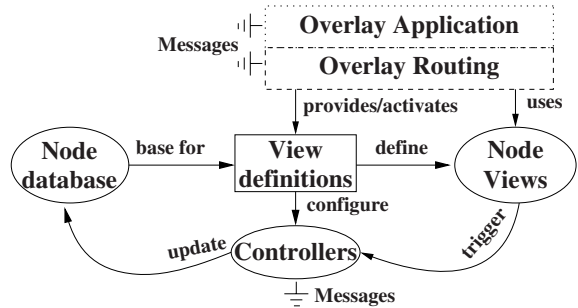 Overlay Application
Messages
Overlay Routing
provides/activates
uses
Node
database
base for
View
definitions
define
Node
Views
configure
update
Controllers
trigger
Messages